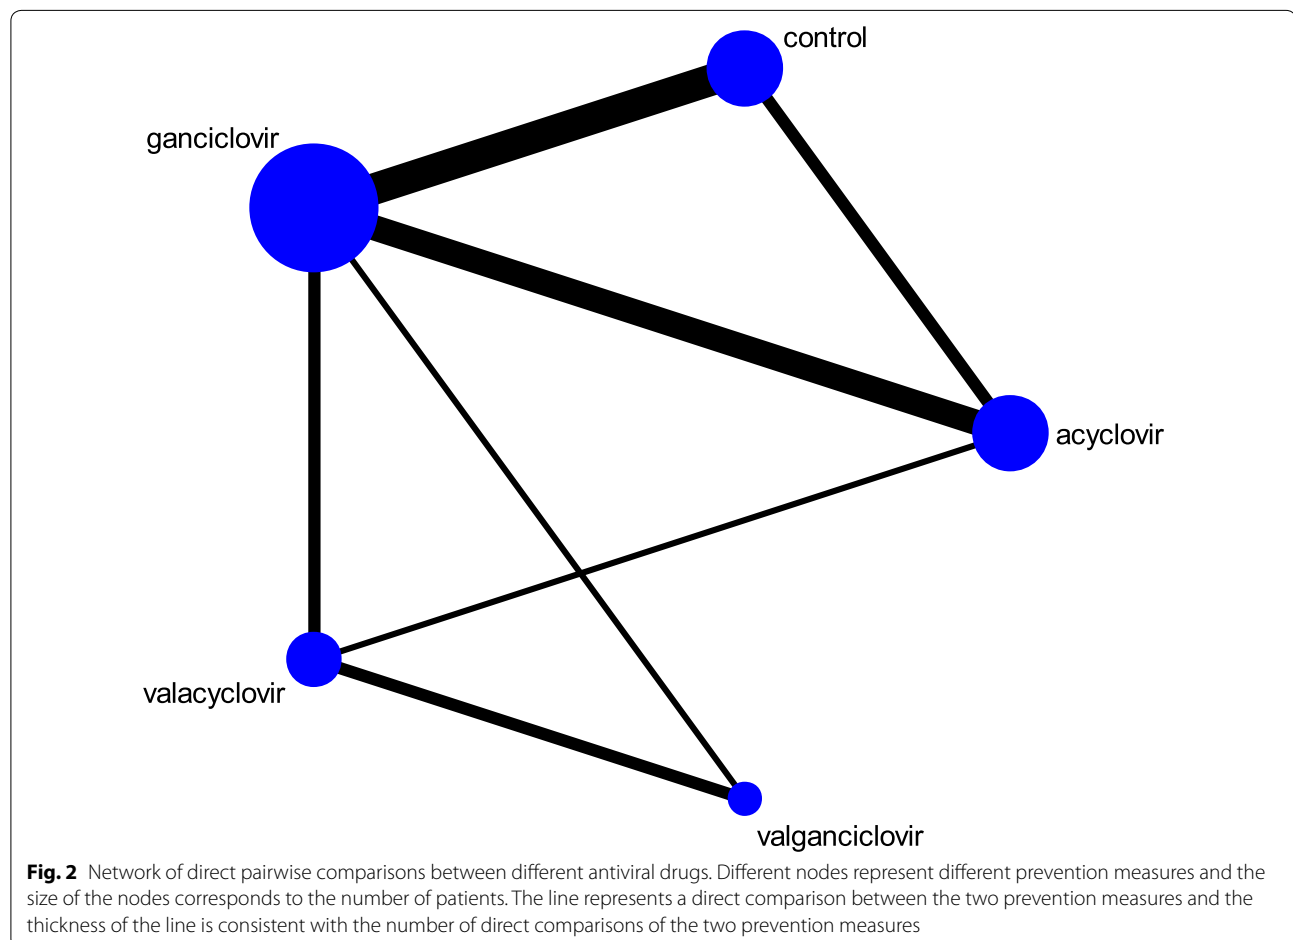 control
ganciclovir
acyclovir
valacyclovir
valganciclovir
Fig. 2 Network of direct pairwise comparisons between different antiviral drugs. Different nodes represent different prevention measures and the
size of the nodes corresponds to the number of patients. The line represents a direct comparison between the two prevention measures and the
thickness of the line is consistent with the number of direct comparisons of the two prevention measures